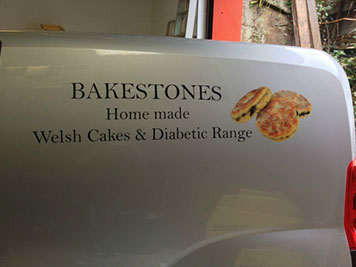 BAKESTONES
Home made
Welsh Cakes & Diabetic Range